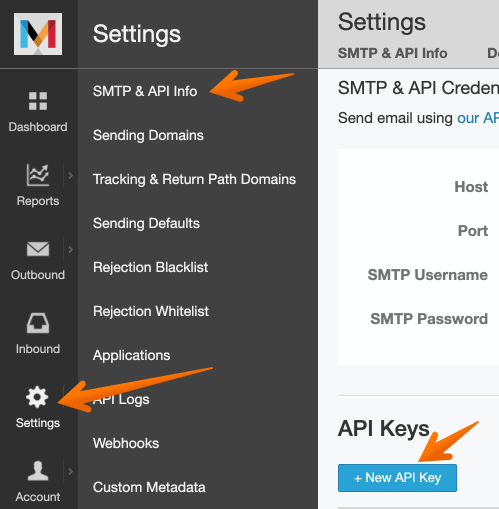 Settings
SMTP & API Info
Sending Domains
Tracking & Return Path Domains
Sending Defaults
Rejection Blacklist
Rejection Whitelist
Applications
API Logs
Webhooks
Custom Metadata
Dashboard
Reports
Outbound
Inbound
Settings
Account
Settings
SMTP & API Info
SMTP & API Creden
Send email using our AP
Host
Port
SMTP Username
SMTP Password
API Keys
+ New API Key